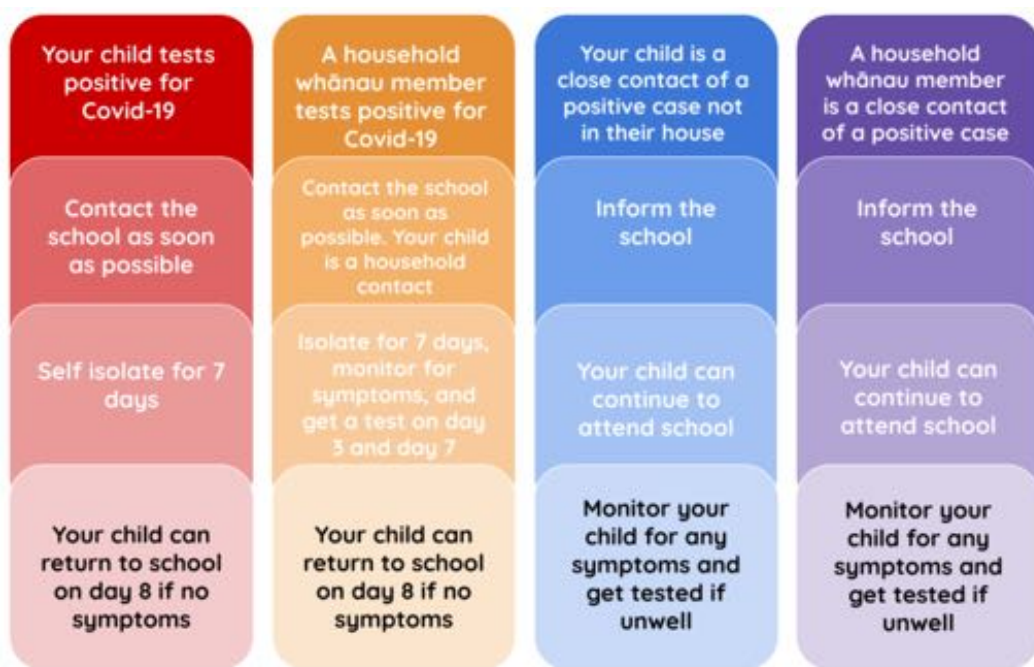 Your child tests
positive for
Covid-19
Contact the
school as soon
as possible
Self isolate for 7
days
Your child can
return to school
on day 8 if no
symptoms
A household
whānau member
tests positive for
Covid-19
Contact the school
as soon as
possible. Your child
is a household
contact
Isolate for 7 days,
monitor for
symptoms, and
get a test on day
3 and day 7
Your child can
return to school
on day 8 if no
symptoms
Your child is a
close contact of a
positive case not
in their house
Inform the
school
Your child can
continue to
attend school
Monitor your
child for any
symptoms and
get tested if
unwell
A household
whānau member
is a close contact
of a positive case
Inform the
school
Your child can
continue to
attend school
Monitor your
child for any
symptoms and
get tested if
unwell